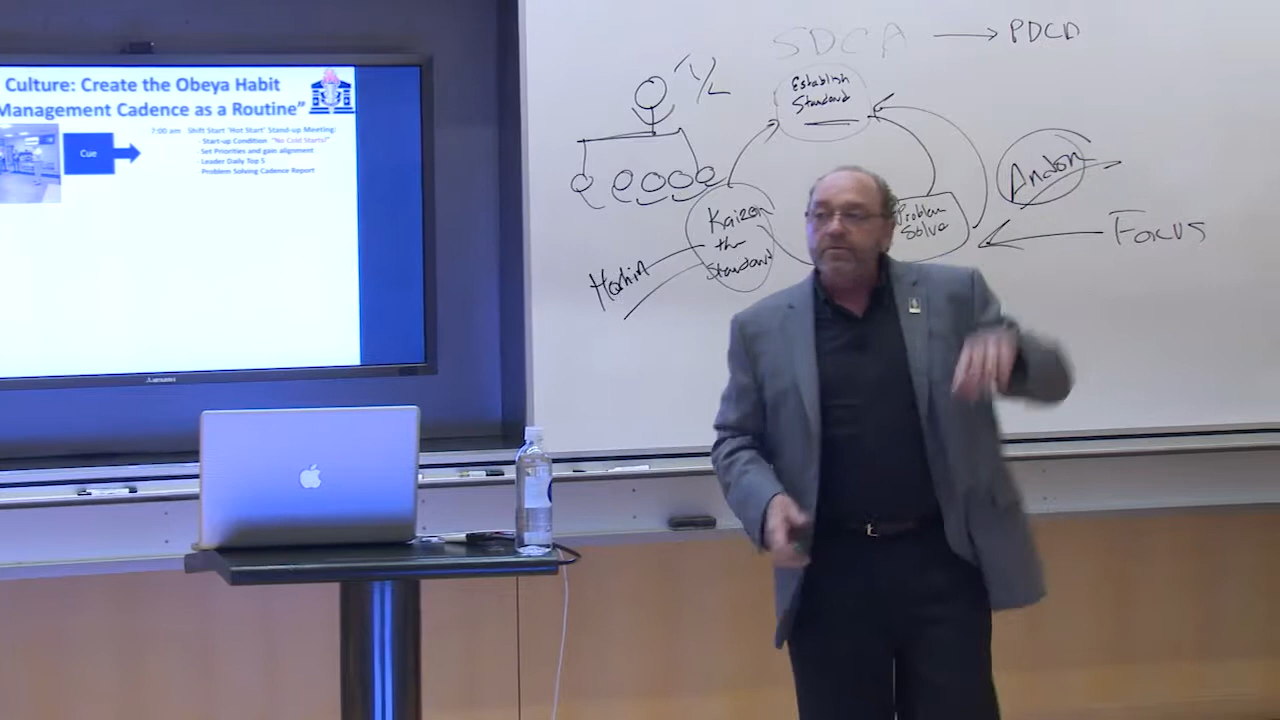 Culture: Create the Obeya Habit
Management Cadence as a Routine”
Cue
7:00 am Shift Start 'Hot Start' Stand-up Meeting:
- Start-up Condition "No Cold Starts!"
- Set Priorities and gain alignment
- Leader Daily Top 5
- Problem Solving Cadence Report
SDCA → PDCA
T/L
Establish
Standard
Andon
Problem
Solve
Focus
Kaizen
the
Standard
Hoshin